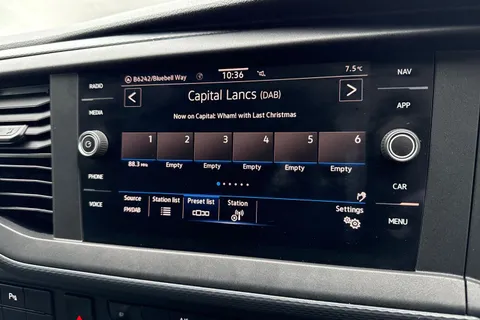 B6242/Bluebell Way 10:36 7.5°C
RADIO
MEDIA
PHONE
VOICE
NAV
APP
CAR
MENU
< Capital Lancs (DAB) >
Now on Capital: Wham! with Last Christmas
1 2 3 4 5 6
88.3 MHz Empty Empty Empty Empty Empty
Source Station list Preset list Station Settings
FM/DAB
P